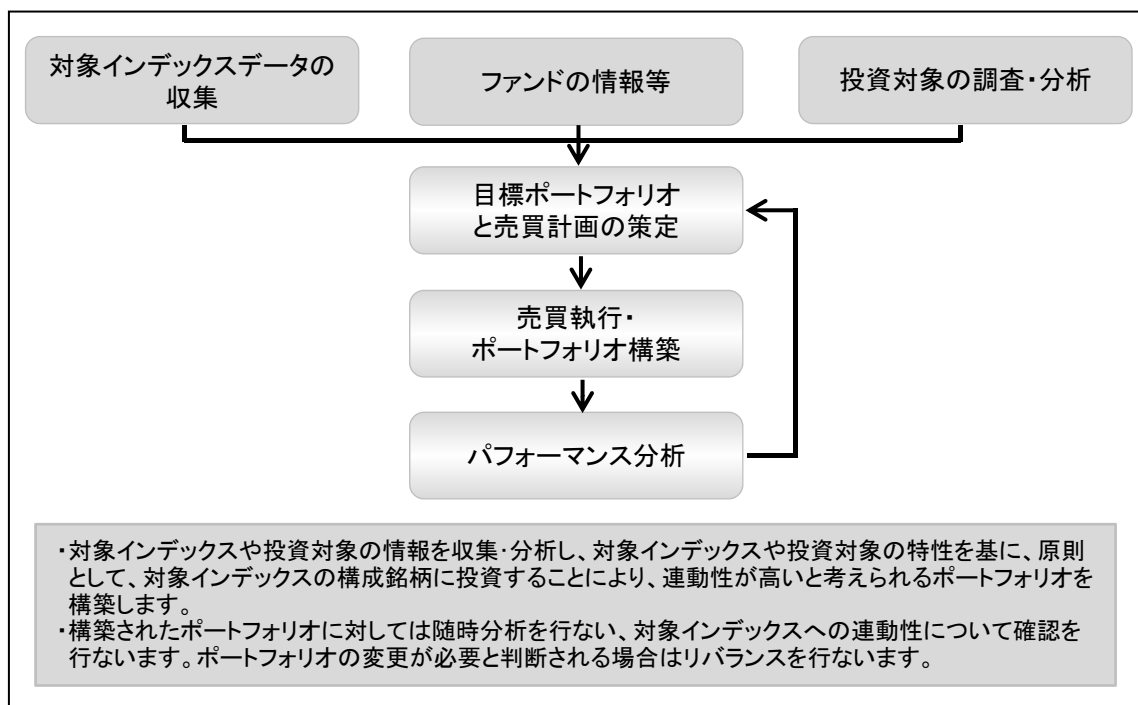 対象インデックスデータの
収集
ファンドの情報等
投資対象の調査・分析
目標ポートフォリオ
と売買計画の策定
売買執行・
ポートフォリオ構築
パフォーマンス分析
・対象インデックスや投資対象の情報を収集・分析し、対象インデックスや投資対象の特性を基に、原則
として、対象インデックスの構成銘柄に投資することにより、連動性が高いと考えられるポートフォリオを
構築します。
・構築されたポートフォリオに対しては随時分析を行ない、対象インデックスへの連動性について確認を
行ないます。ポートフォリオの変更が必要と判断される場合はリバランスを行ないます。